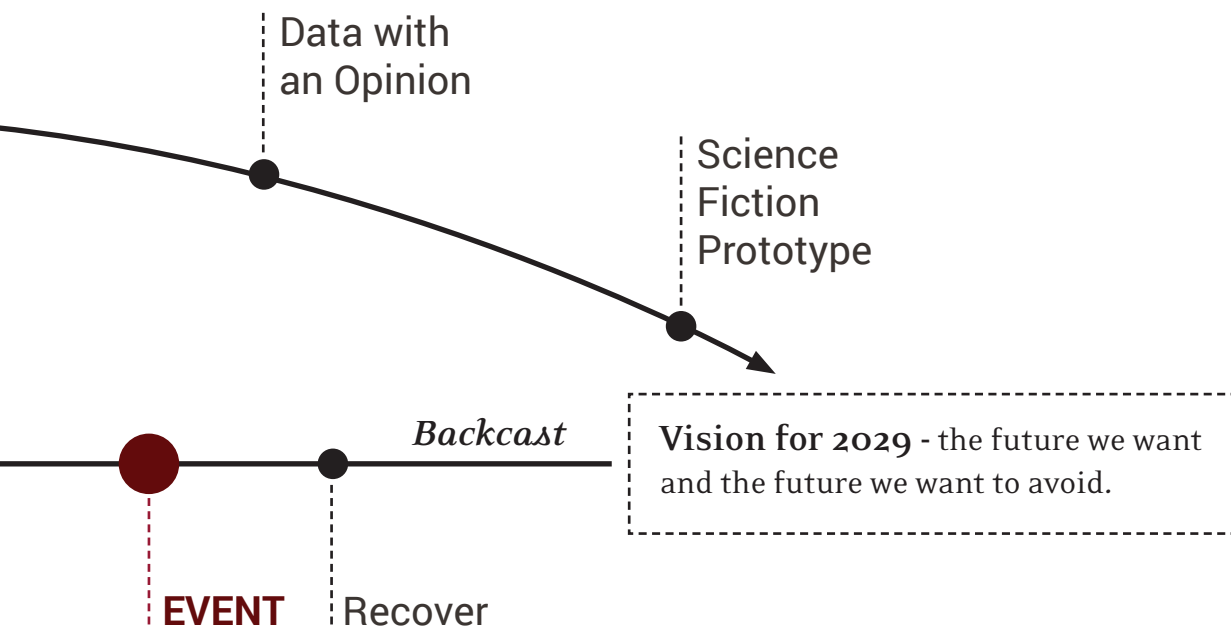 Data with
an Opinion
Science
Fiction
Prototype
Backcast
Vision for 2029 - the future we want
and the future we want to avoid.
EVENT
Recover